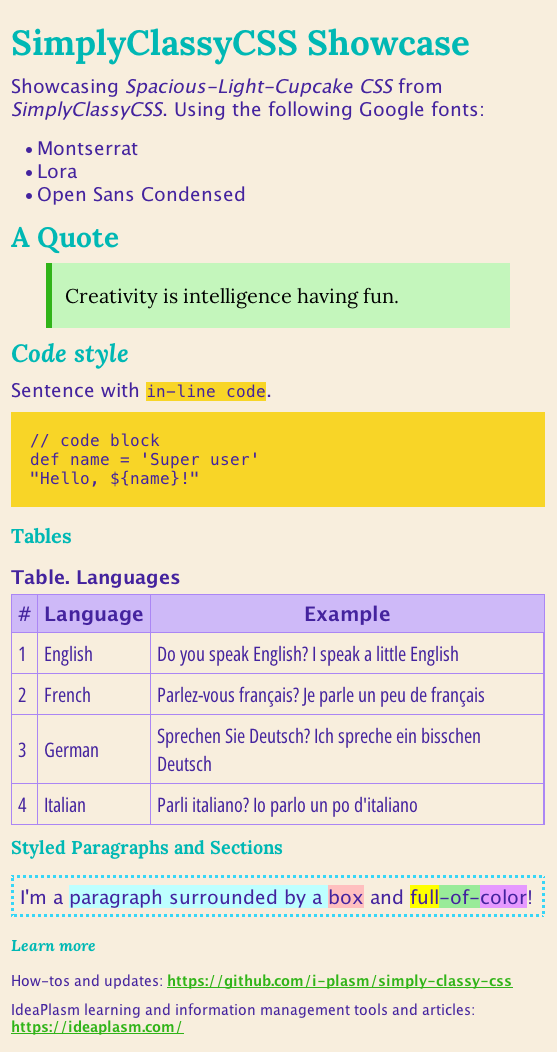 SimplyClassyCSS Showcase
Showcasing Spacious-Light-Cupcake CSS from
SimplyClassyCSS. Using the following Google fonts:
• Montserrat
• Lora
• Open Sans Condensed
A Quote
Creativity is intelligence having fun.
Code style
Sentence with in-line code.
// code block
def name = 'Super user'
"Hello, ${name}!"
Tables
Table. Languages
# Language Example
1 English Do you speak English? I speak a little English
2 French Parlez-vous français? Je parle un peu de français
3 German Sprechen Sie Deutsch? Ich spreche ein bisschen
Deutsch
4 Italian Parli italiano? Io parlo un po d'italiano
Styled Paragraphs and Sections
I'm a paragraph surrounded by a box and full-of-color!
Learn more
How-tos and updates: https://github.com/i-plasm/simply-classy-css
IdeaPlasm learning and information management tools and articles:
https://ideaplasm.com/